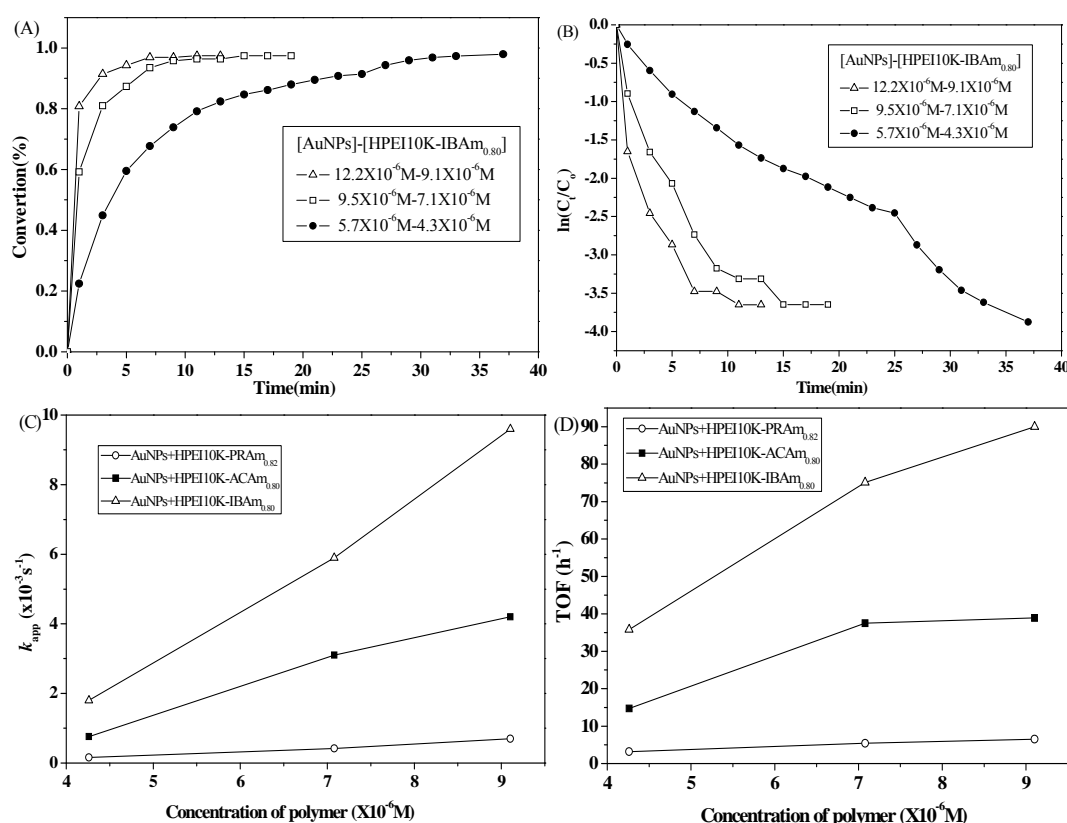 (A)
1.0
0.8
0.6
0.4
0.2
0.0
Convertion(%)
[AuNPs]-[HPEI10K-IBAm0.80]
12.2X10-6M-9.1X10-6M
9.5X10-6M-7.1X10-6M
5.7X10-6M-4.3X10-6M
0 5 10 15 20 25 30 35 40
Time(min)
(B)
0.0
-0.5
-1.0
-1.5
-2.0
-2.5
-3.0
-3.5
-4.0
ln(Ct/Co)
[AuNPs]-[HPEI10K-IBAm0.80]
12.2X10-6M-9.1X10-6M
9.5X10-6M-7.1X10-6M
5.7X10-6M-4.3X10-6M
0 5 10 15 20 25 30 35 40
Time(min)
(C)
10
8
6
4
2
0
kapp (x10-3s-1)
AuNPs+HPEI10K-PRAm0.82
AuNPs+HPEI10K-ACAm0.80
AuNPs+HPEI10K-IBAm0.80
4 5 6 7 8 9
Concentration of polymer (X10-6M)
(D)
90
80
70
60
50
40
30
20
10
0
TOF (h-1)
AuNPs+HPEI10K-PRAm0.82
AuNPs+HPEI10K-ACAm0.80
AuNPs+HPEI10K-IBAm0.80
4 5 6 7 8 9
Concentration of polymer (X10-6M)